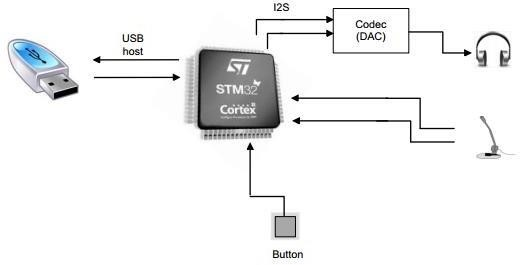 I2S
USB
host
Codec
(DAC)
STM32
Cortex
Button